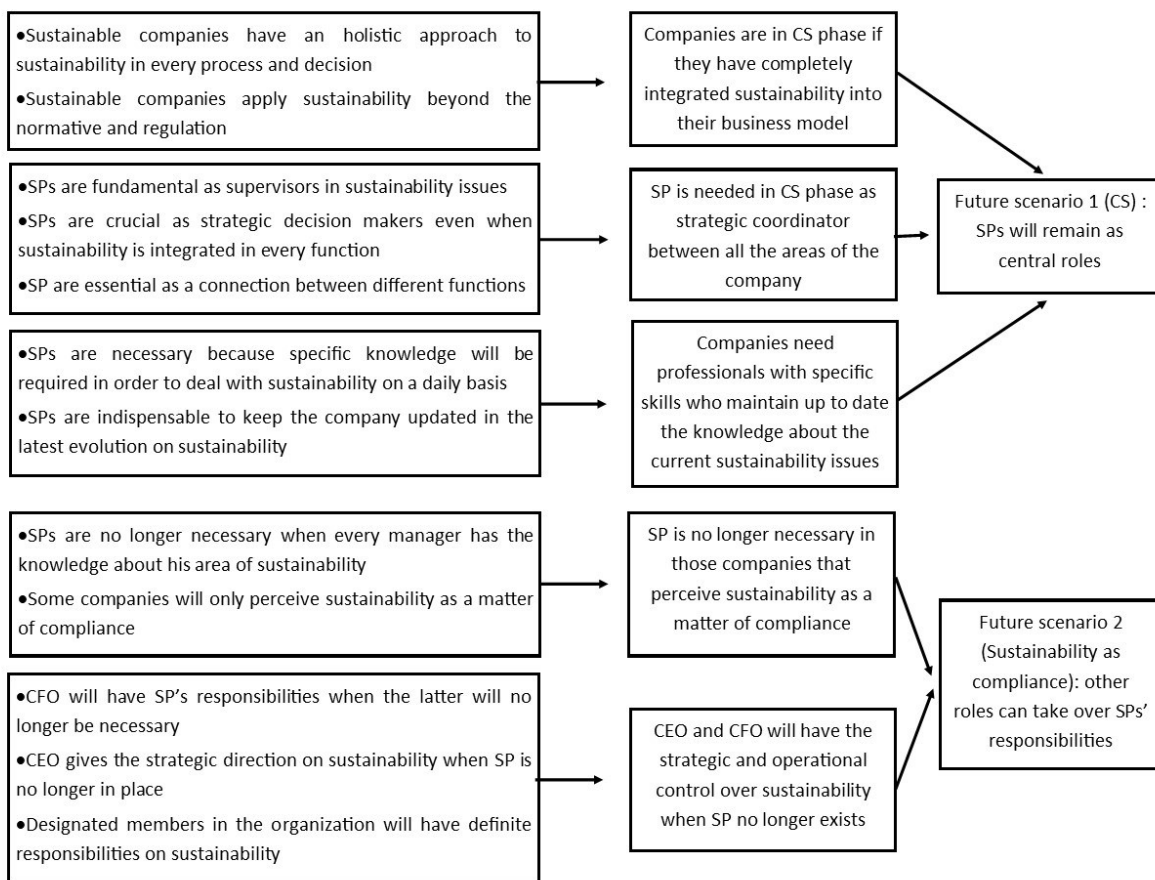 •Sustainable companies have an holistic approach to
sustainability in every process and decision
•Sustainable companies apply sustainability beyond the
normative and regulation
Companies are in CS phase if
they have completely
integrated sustainability into
their business model
•SPs are fundamental as supervisors in sustainability issues
•SPs are crucial as strategic decision makers even when
sustainability is integrated in every function
•SP are essential as a connection between different functions
SP is needed in CS phase as
strategic coordinator
between all the areas of the
company
Future scenario 1 (CS) :
SPs will remain as
central roles
•SPs are necessary because specific knowledge will be
required in order to deal with sustainability on a daily basis
•SPs are indispensable to keep the company updated in the
latest evolution on sustainability
Companies need
professionals with specific
skills who maintain up to date
the knowledge about the
current sustainability issues
•SPs are no longer necessary when every manager has the
knowledge about his area of sustainability
•Some companies will only perceive sustainability as a matter
of compliance
SP is no longer necessary in
those companies that
perceive sustainability as a
matter of compliance
Future scenario 2
(Sustainability as
compliance): other
roles can take over SPs’
responsibilities
•CFO will have SP’s responsibilities when the latter will no
longer be necessary
•CEO gives the strategic direction on sustainability when SP is
no longer in place
•Designated members in the organization will have definite
responsibilities on sustainability
CEO and CFO will have the
strategic and operational
control over sustainability
when SP no longer exists